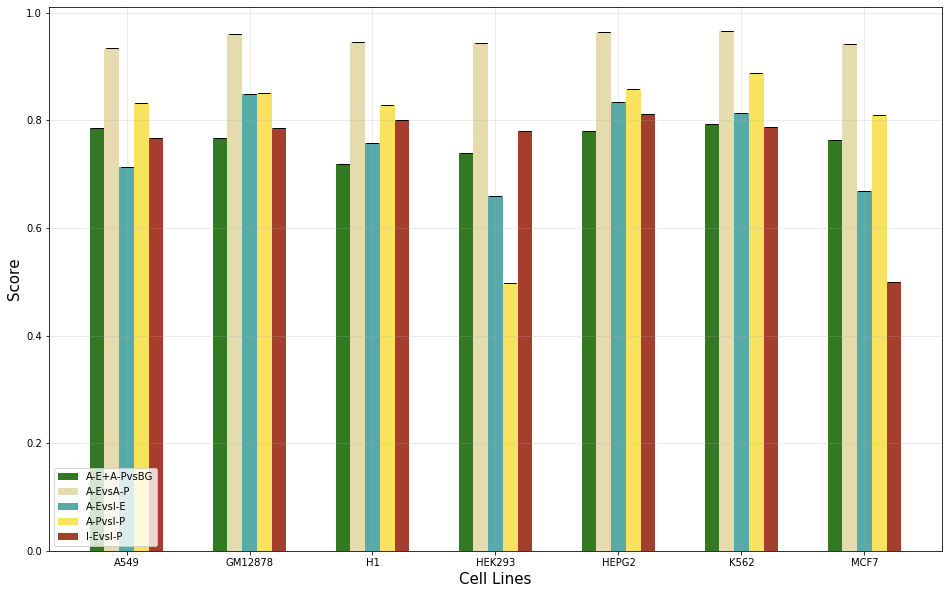 1.0
0.8
0.6
0.4
0.2
0.0
Score
A-E+A-PvsBG
A-EvsA-P
A-EvsI-E
A-PvsI-P
I-EvsI-P
A549 GM12878 H1 HEK293 HEPG2 K562 MCF7
Cell Lines